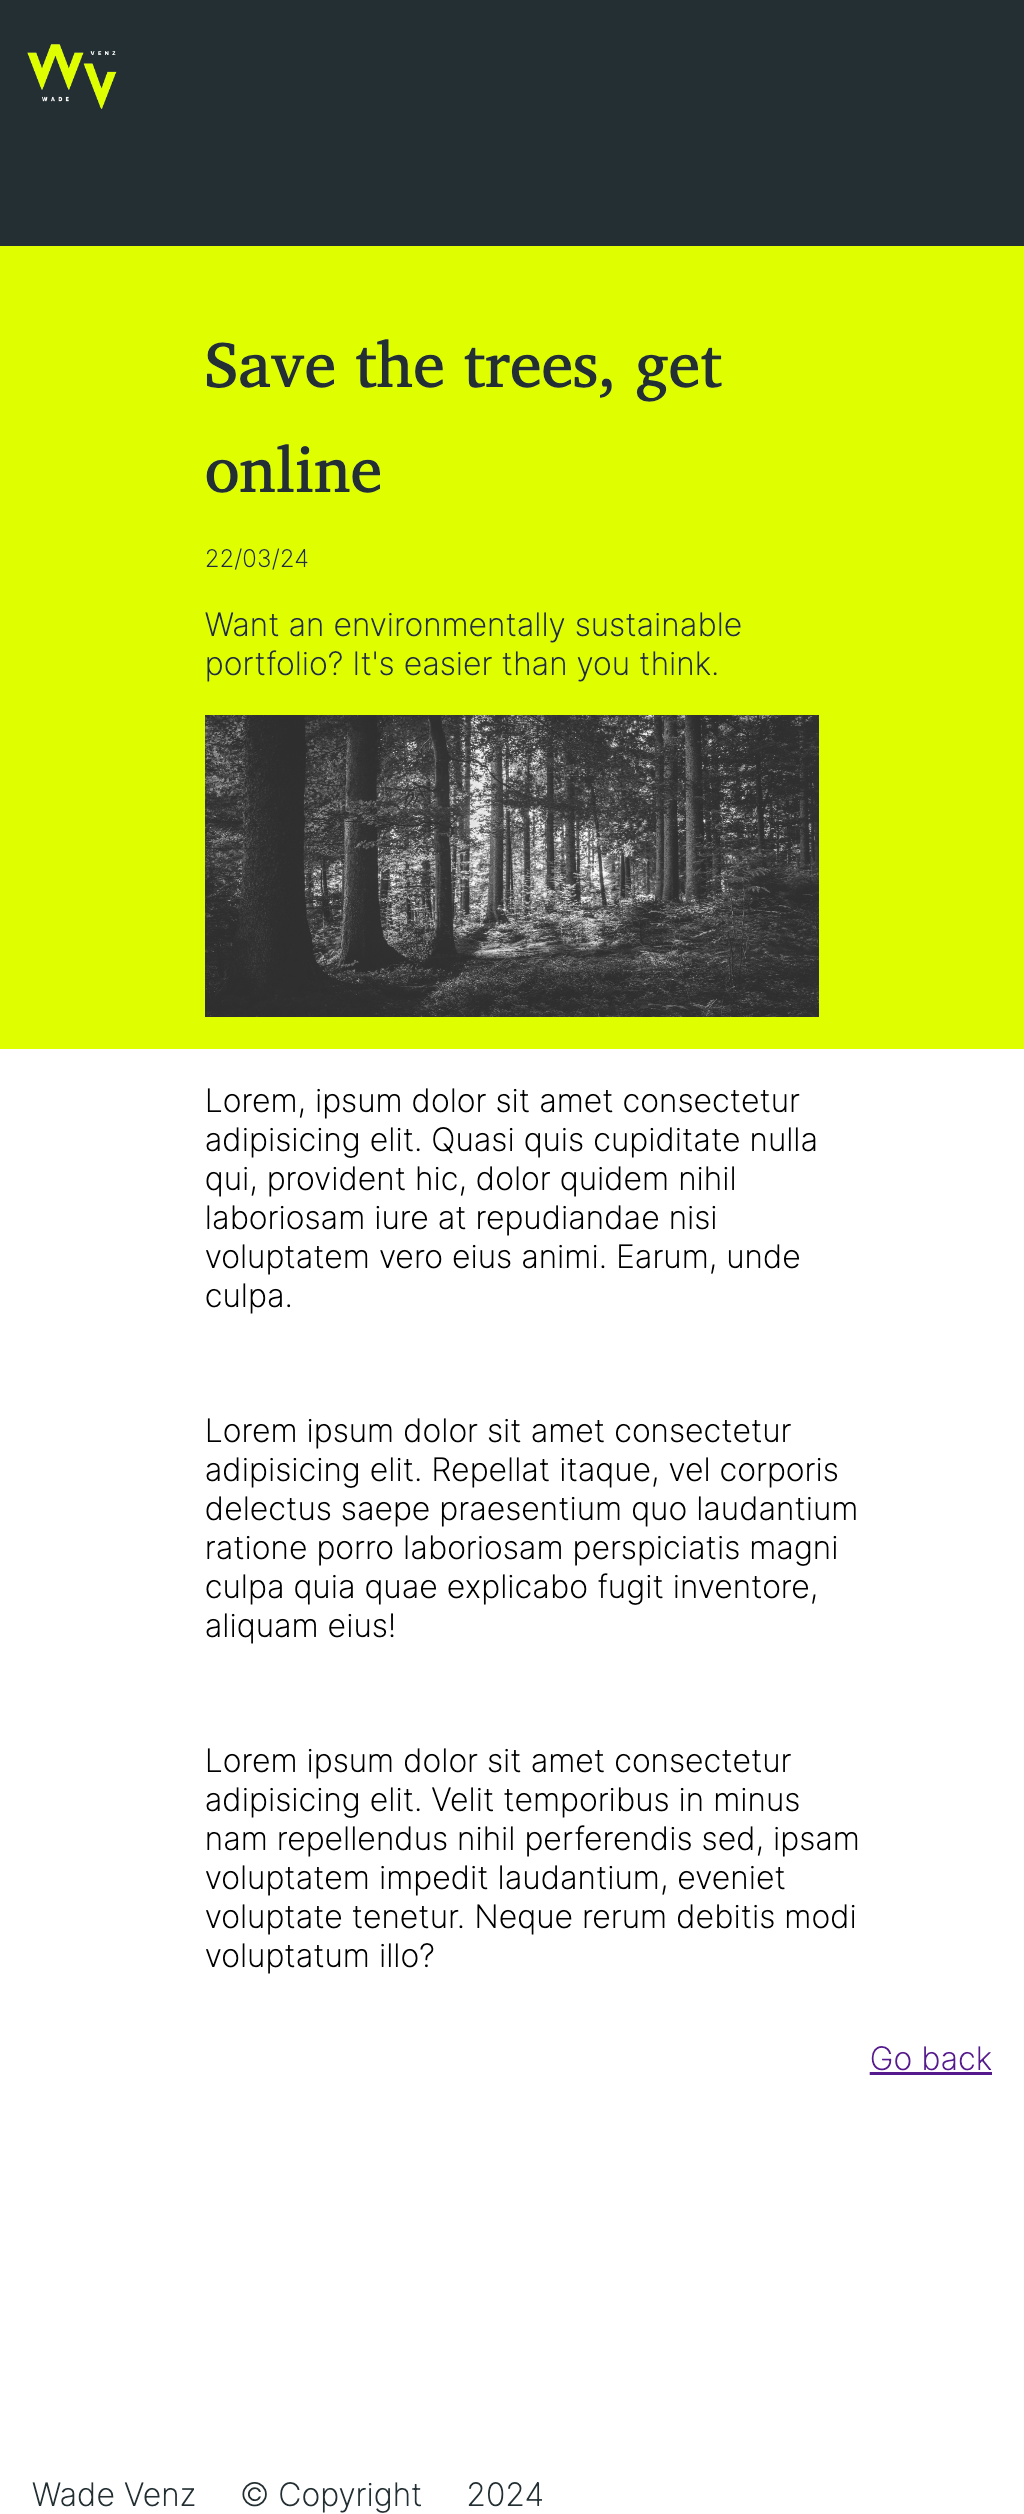 VENZ
WADE
Save the trees, get
online
22/03/24
Want an environmentally sustainable
portfolio? It's easier than you think.
Lorem, ipsum dolor sit amet consectetur
adipisicing elit. Quasi quis cupiditate nulla
qui, provident hic, dolor quidem nihil
laboriosam iure at repudiandae nisi
voluptatem vero eius animi. Earum, unde
culpa.
Lorem ipsum dolor sit amet consectetur
adipisicing elit. Repellat itaque, vel corporis
delectus saepe praesentium quo laudantium
ratione porro laboriosam perspiciatis magni
culpa quia quae explicabo fugit inventore,
aliquam eius!
Lorem ipsum dolor sit amet consectetur
adipisicing elit. Velit temporibus in minus
nam repellendus nihil perferendis sed, ipsam
voluptatem impedit laudantium, eveniet
voluptate tenetur. Neque rerum debitis modi
voluptatum illo?
Go back
Wade Venz © Copyright 2024